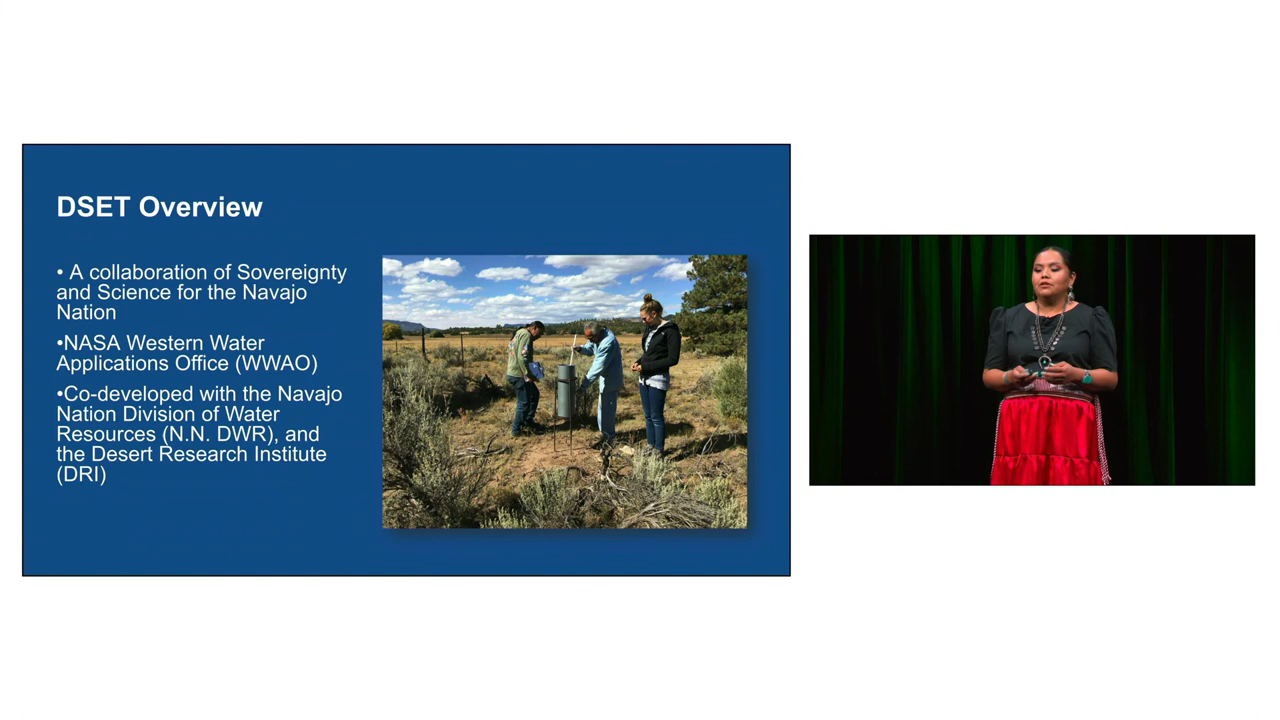 DSET Overview
• A collaboration of Sovereignty
and Science for the Navajo
Nation
•NASA Western Water
Applications Office (WWAO)
•Co-developed with the Navajo
Nation Division of Water
Resources (N.N. DWR), and
the Desert Research Institute
(DRI)